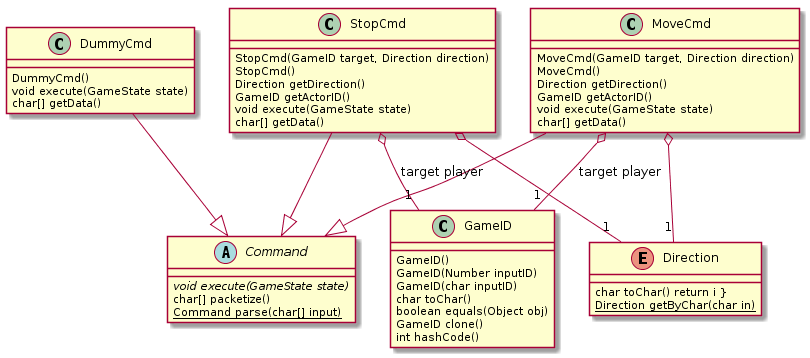 C DummyCmd
DummyCmd()
void execute(GameState state)
char[] getData()
C StopCmd
StopCmd(GameID target, Direction direction)
StopCmd()
Direction getDirection()
GameID getActorID()
void execute(GameState state)
char[] getData()
C MoveCmd
MoveCmd(GameID target, Direction direction)
MoveCmd()
Direction getDirection()
GameID getActorID()
void execute(GameState state)
char[] getData()
target player
target player
1
1
1
1
A Command
void execute(GameState state)
char[] packetize()
Command parse(char[] input)
C GameID
GameID()
GameID(Number inputID)
GameID(char inputID)
char toChar()
boolean equals(Object obj)
GameID clone()
int hashCode()
E Direction
char toChar() return i }
Direction getByChar(char in)